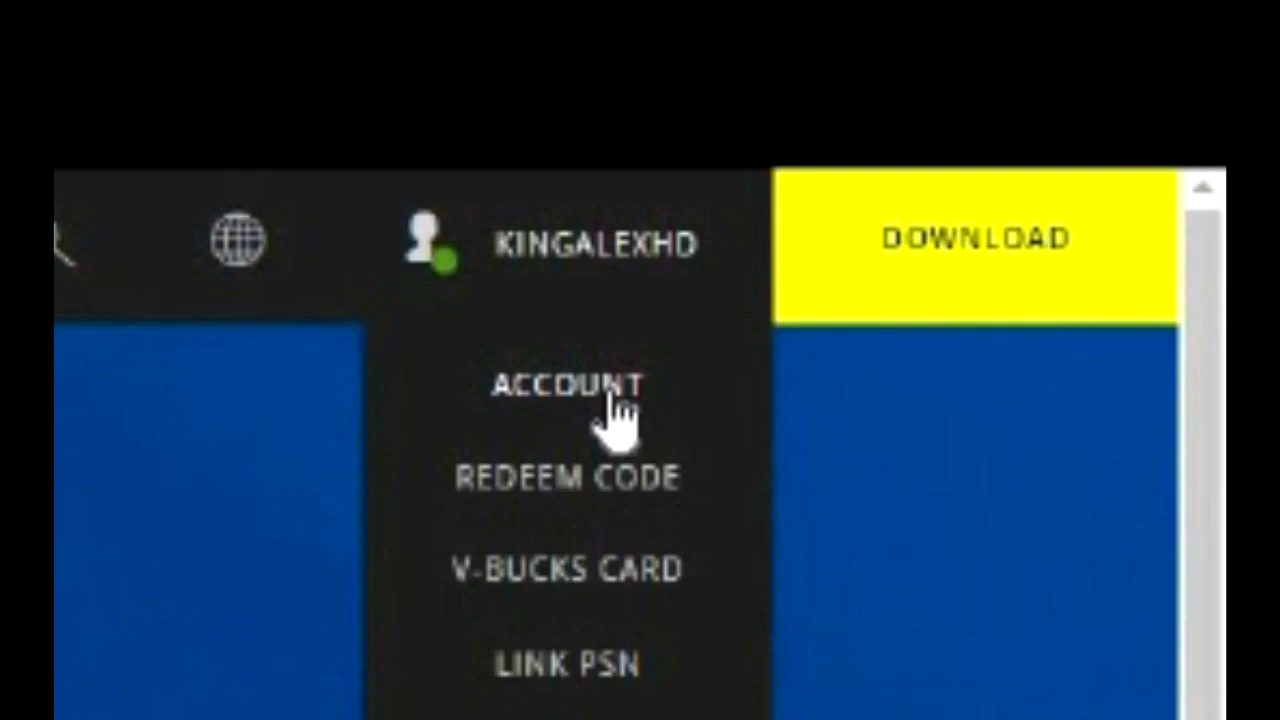 KINGALEXHD
DOWNLOAD
ACCOUNT
REDEEM CODE
V-BUCKS CARD
LINK PSN